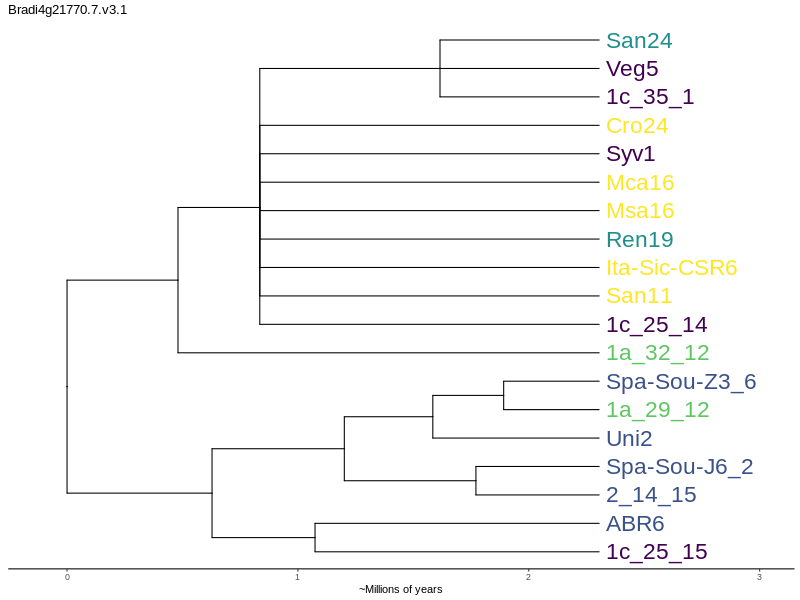 Bradi4g21770.7.v3.1
San24
Veg5
1c_35_1
Cro24
Syv1
Mca16
Msa16
Ren19
Ita-Sic-CSR6
San11
1c_25_14
1a_32_12
Spa-Sou-Z3_6
1a_29_12
Uni2
Spa-Sou-J6_2
2_14_15
ABR6
1c_25_15
0 1 2 3
~Millions of years